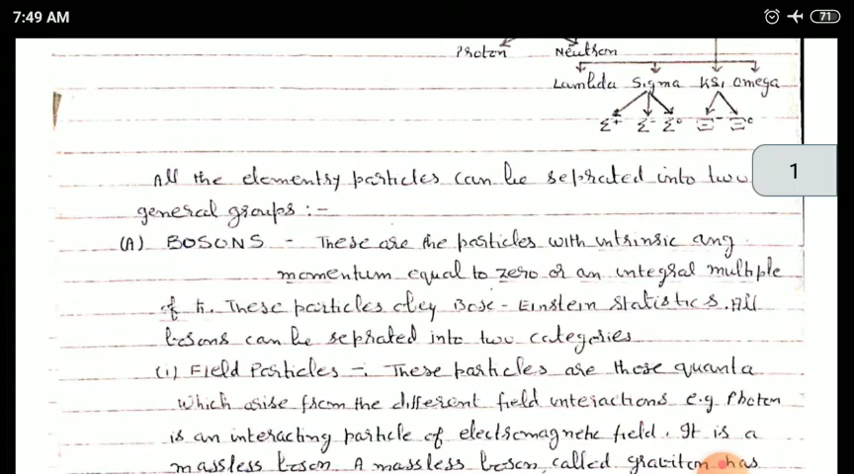 7:49 AM
71
Proton Neutron
Lambda Sigma Ksi Omega
Σ⁺ Σ⁻ Σ⁰ Ξ⁻ Ξ⁰
All the elementry particles can be seprated into two
1
general groups :-
(A) BOSONS - These are the particles with intrinsic ang.
momentum equal to zero or an integral multiple
of ħ. These particles obey Bose - Einstein Statistics. All
bosons can be seprated into two categories
(i) Field Particles -. These particles are those quanta
which arise from the different field interactions e.g Photon
is an interacting particle of electromagnetic field. It is a
massless boson. A massless boson, called graviton has